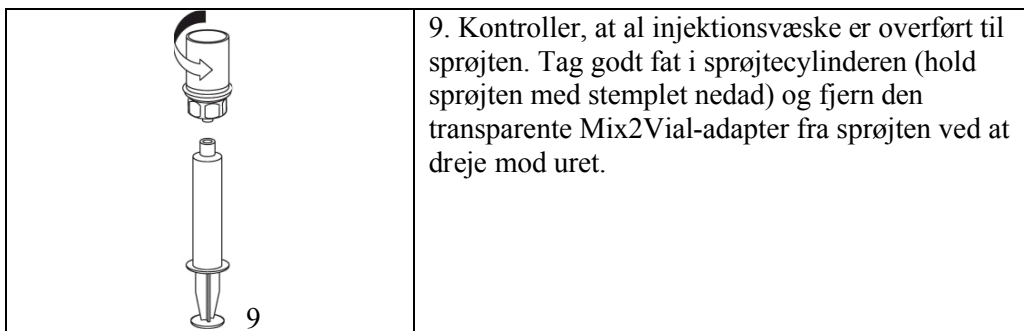 9. Kontroller, at al injektionsvæske er overført til
sprøjten. Tag godt fat i sprøjtecylinderen (hold
sprøjten med stemplet nedad) og fjern den
transparente Mix2Vial-adapter fra sprøjten ved at
dreje mod uret.
9